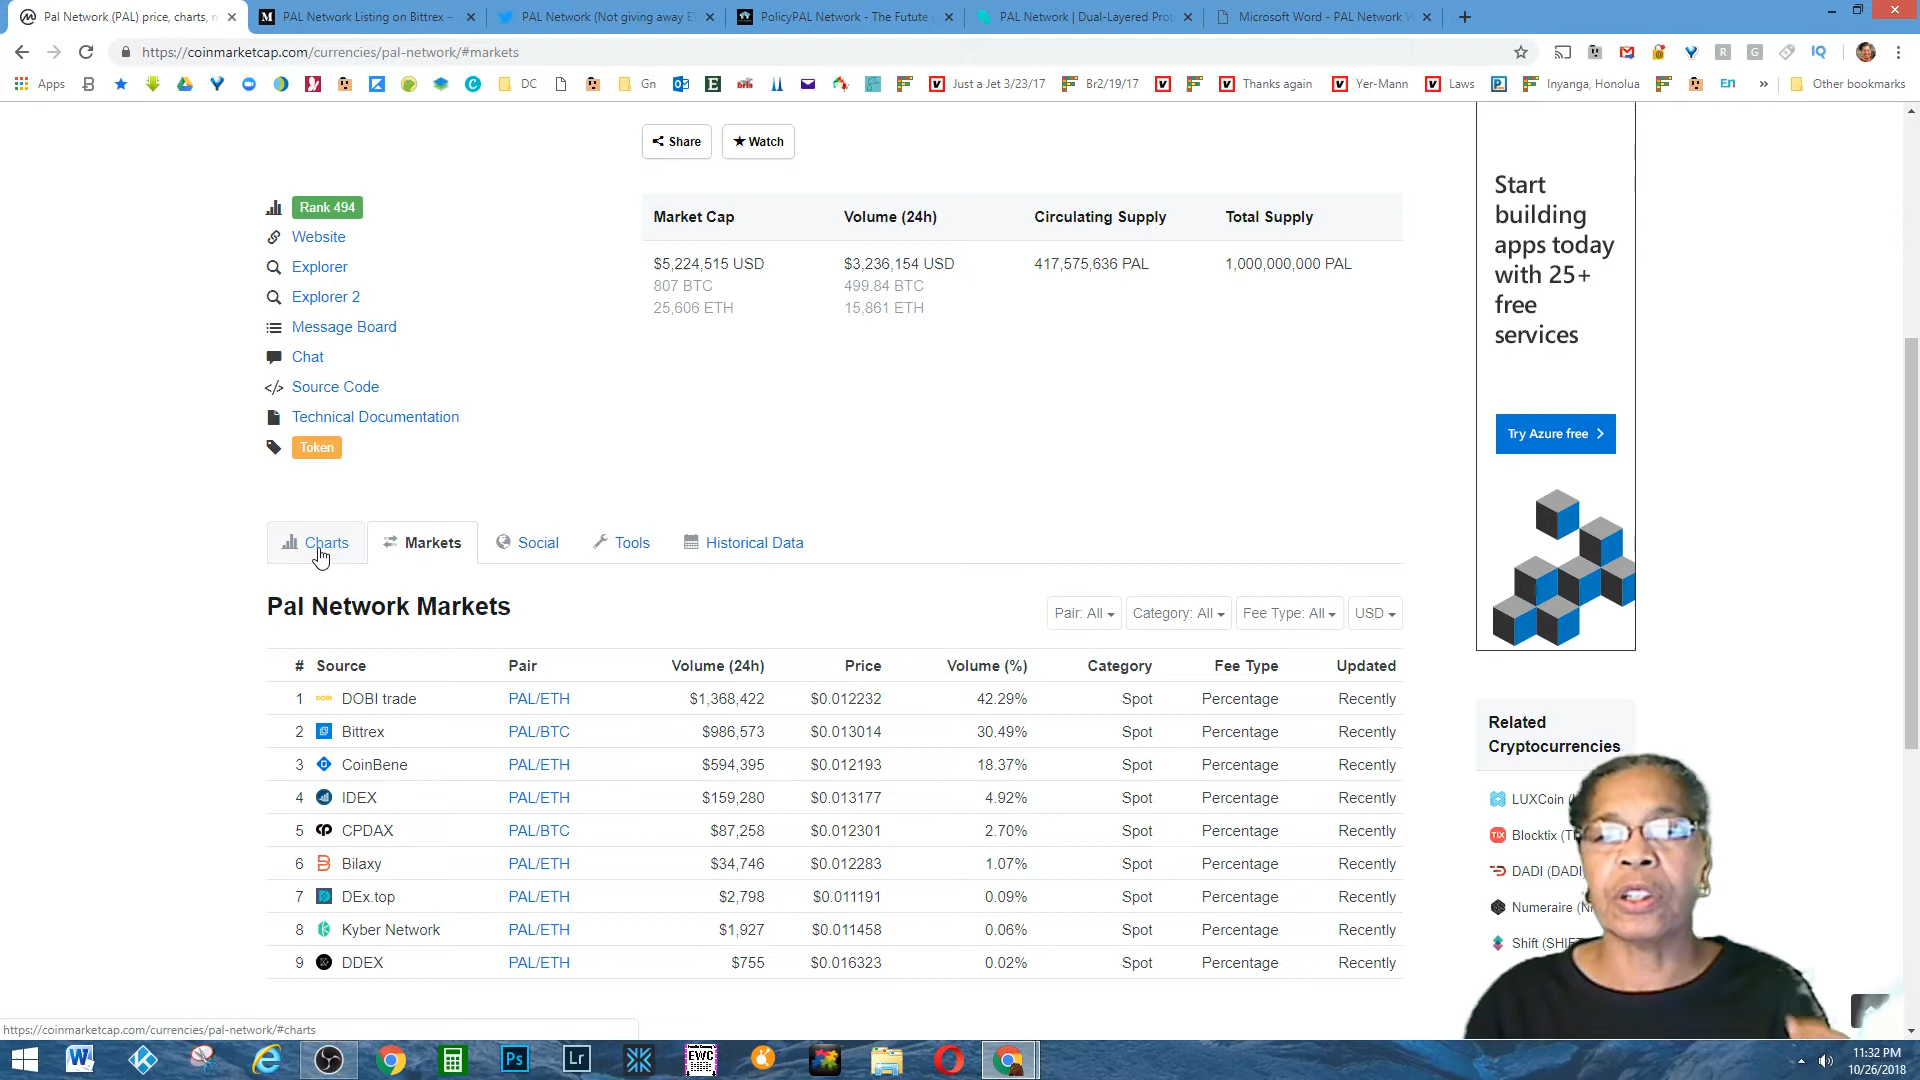 Pal Network (PAL) price, charts,
PAL Network Listing on Bittrex –
PAL Network (Not giving away E
PolicyPAL Network - The Futute
PAL Network | Dual-Layered Prot
Microsoft Word - PAL Network W
https://coinmarketcap.com/currencies/pal-network/#markets
Apps
DC
Gn
Just a Jet 3/23/17
Br2/19/17
Thanks again
Yer-Mann
Laws
Inyanga, Honolua
En
Other bookmarks
Share
Watch
Rank 494
Website
Explorer
Explorer 2
Message Board
Chat
Source Code
Technical Documentation
Token
Market Cap Volume (24h) Circulating Supply Total Supply
$5,224,515 USD $3,236,154 USD 417,575,636 PAL 1,000,000,000 PAL
807 BTC 499.84 BTC
25,606 ETH 15,861 ETH
Start
building
apps today
with 25+
free
services
Try Azure free
Charts Markets Social Tools Historical Data
Pal Network Markets
Pair: All Category: All Fee Type: All USD
# Source Pair Volume (24h) Price Volume (%) Category Fee Type Updated
1 DOBI trade PAL/ETH $1,368,422 $0.012232 42.29% Spot Percentage Recently
2 Bittrex PAL/BTC $986,573 $0.013014 30.49% Spot Percentage Recently
3 CoinBene PAL/ETH $594,395 $0.012193 18.37% Spot Percentage Recently
4 IDEX PAL/ETH $159,280 $0.013177 4.92% Spot Percentage Recently
5 CPDAX PAL/BTC $87,258 $0.012301 2.70% Spot Percentage Recently
6 Bilaxy PAL/ETH $34,746 $0.012283 1.07% Spot Percentage Recently
7 DEx.top PAL/ETH $2,798 $0.011191 0.09% Spot Percentage Recently
8 Kyber Network PAL/ETH $1,927 $0.011458 0.06% Spot Percentage Recently
9 DDEX PAL/ETH $755 $0.016323 0.02% Spot Percentage Recently
Related
Cryptocurrencies
LUXCoin (
Blocktix (T
DADI (DADI
Numeraire (N
Shift (SHIF
https://coinmarketcap.com/currencies/pal-network/#charts
Ps
Lr
EWC
11:32 PM
10/26/2018